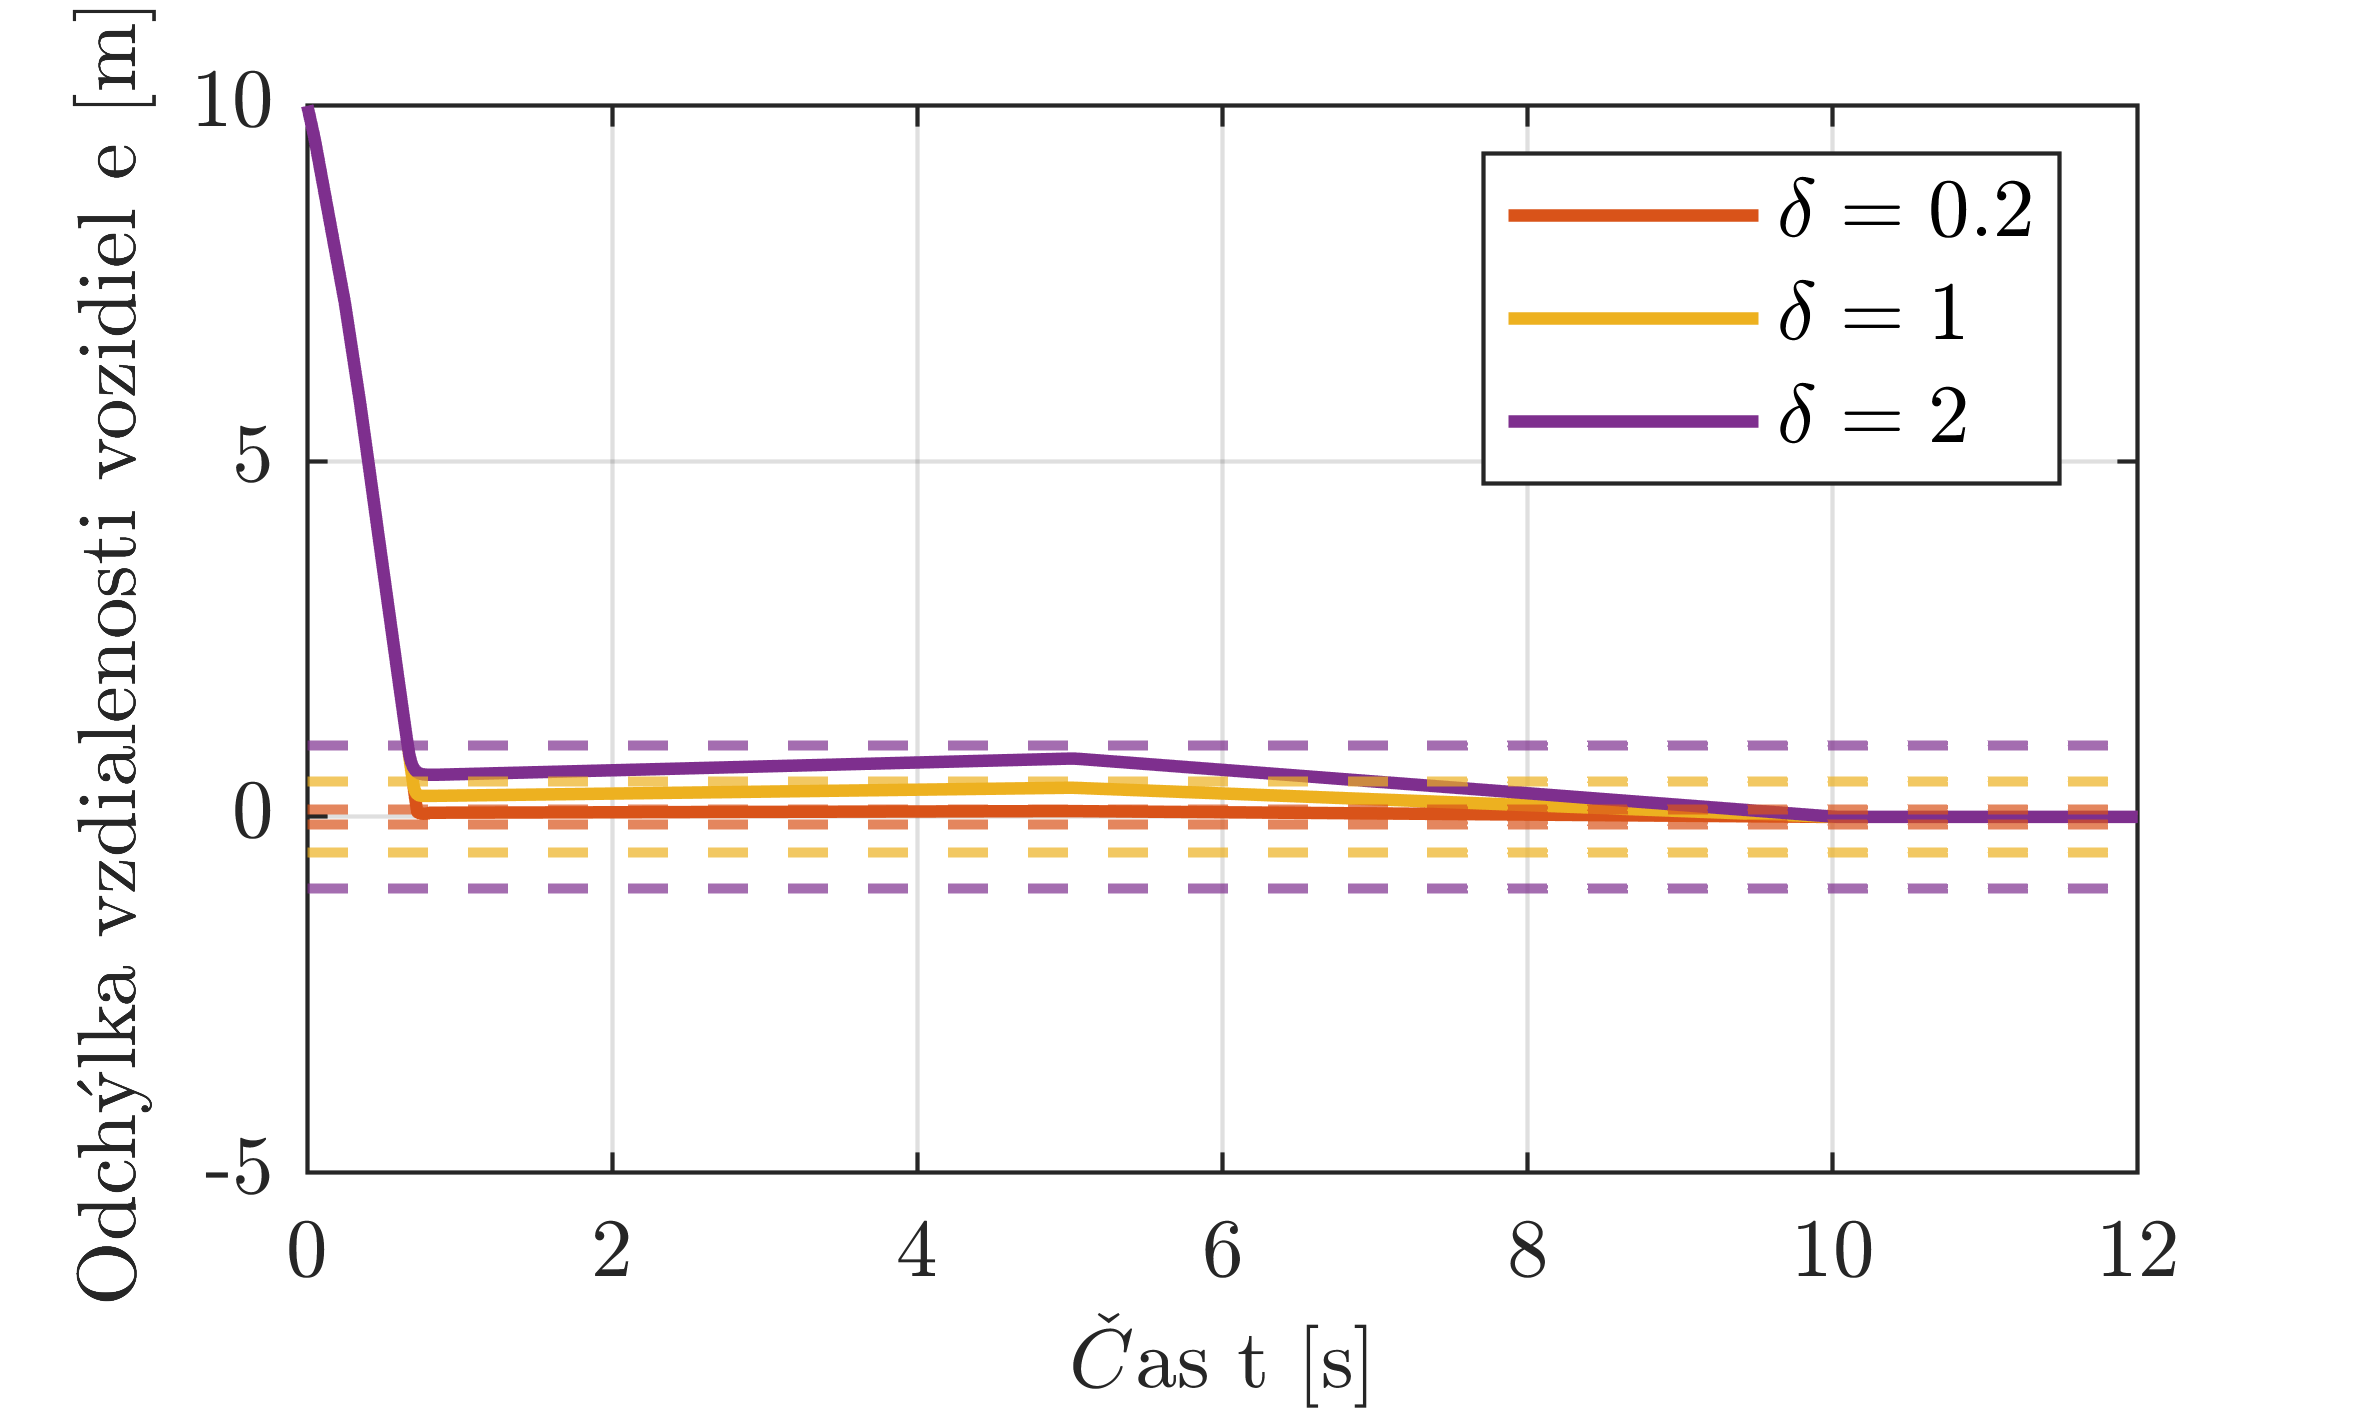 Odchýlka vzdialenosti vozidiel e [m]
10
5
0
-5
δ = 0.2
δ = 1
δ = 2
0 2 4 6 8 10 12
Čas t [s]